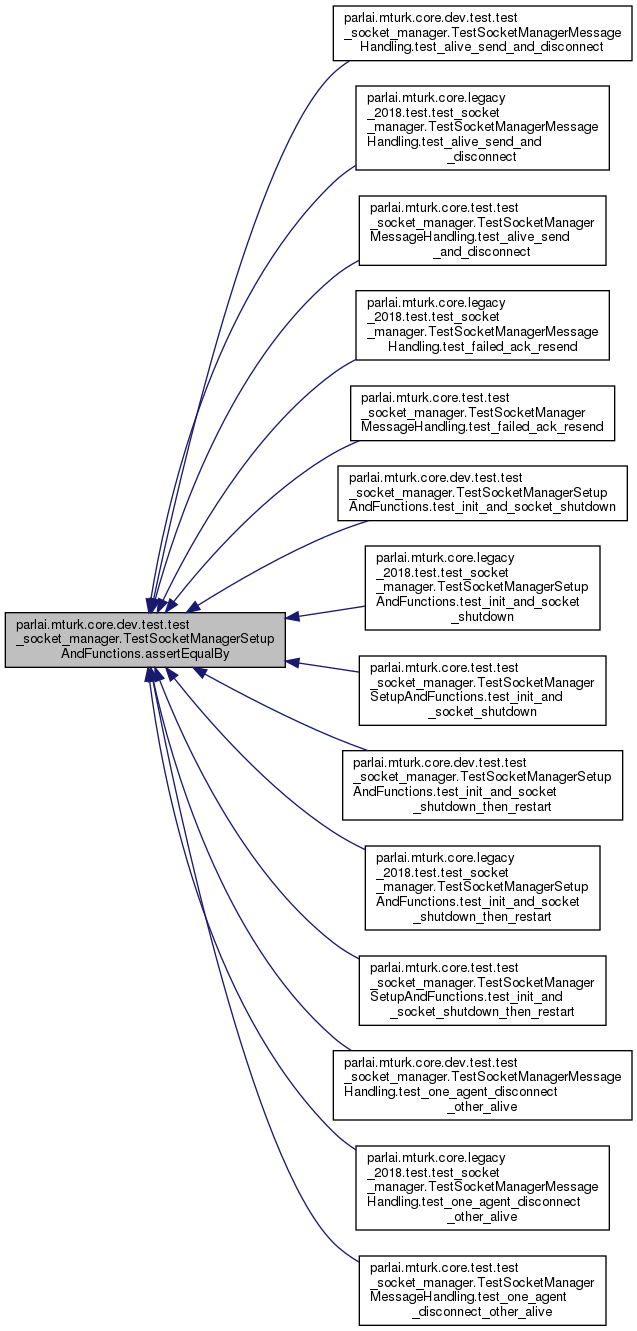 parlai.mturk.core.dev.test.test
_socket_manager.TestSocketManagerMessage
Handling.test_alive_send_and_disconnect
parlai.mturk.core.legacy
_2018.test.test_socket
_manager.TestSocketManagerMessage
Handling.test_alive_send_and
_disconnect
parlai.mturk.core.test.test
_socket_manager.TestSocketManager
MessageHandling.test_alive_send
_and_disconnect
parlai.mturk.core.legacy
_2018.test.test_socket
_manager.TestSocketManagerMessage
Handling.test_failed_ack_resend
parlai.mturk.core.test.test
_socket_manager.TestSocketManager
MessageHandling.test_failed_ack_resend
parlai.mturk.core.dev.test.test
_socket_manager.TestSocketManagerSetup
AndFunctions.test_init_and_socket_shutdown
parlai.mturk.core.legacy
_2018.test.test_socket
_manager.TestSocketManagerSetup
AndFunctions.test_init_and_socket
_shutdown
parlai.mturk.core.dev.test.test
_socket_manager.TestSocketManagerSetup
AndFunctions.assertEqualBy
parlai.mturk.core.test.test
_socket_manager.TestSocketManager
SetupAndFunctions.test_init_and
_socket_shutdown
parlai.mturk.core.dev.test.test
_socket_manager.TestSocketManagerSetup
AndFunctions.test_init_and_socket
_shutdown_then_restart
parlai.mturk.core.legacy
_2018.test.test_socket
_manager.TestSocketManagerSetup
AndFunctions.test_init_and_socket
_shutdown_then_restart
parlai.mturk.core.test.test
_socket_manager.TestSocketManager
SetupAndFunctions.test_init_and
_socket_shutdown_then_restart
parlai.mturk.core.dev.test.test
_socket_manager.TestSocketManagerMessage
Handling.test_one_agent_disconnect
_other_alive
parlai.mturk.core.legacy
_2018.test.test_socket
_manager.TestSocketManagerMessage
Handling.test_one_agent_disconnect
_other_alive
parlai.mturk.core.test.test
_socket_manager.TestSocketManager
MessageHandling.test_one_agent
_disconnect_other_alive